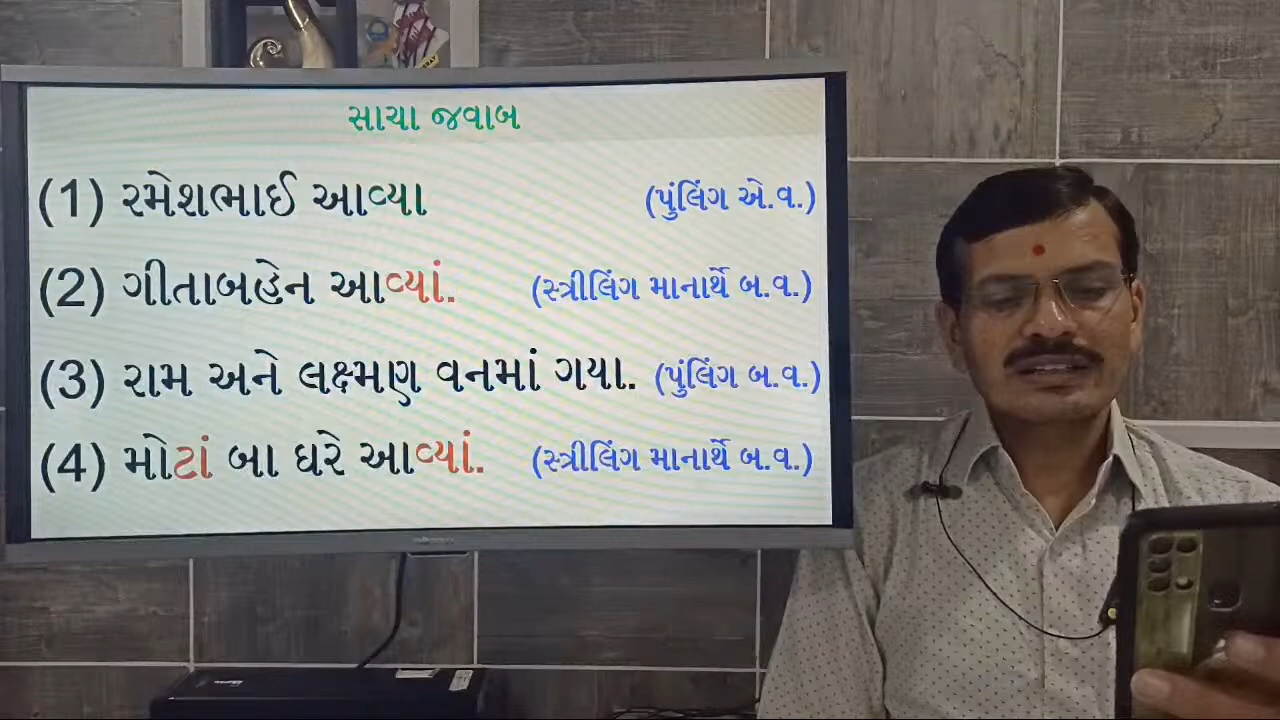 સાચા જવાબ
(1) રમેશભાઈ આવ્યા (પુંલિંગ એ.વ.)
(2) ગીતાબહેન આવ્યાં. (સ્ત્રીલિંગ માનાર્થે બ.વ.)
(3) રામ અને લક્ષ્મણ વનમાં ગયા. (પુંલિંગ બ.વ.)
(4) મોટાં બા ઘરે આવ્યાં. (સ્ત્રીલિંગ માનાર્થે બ.વ.)